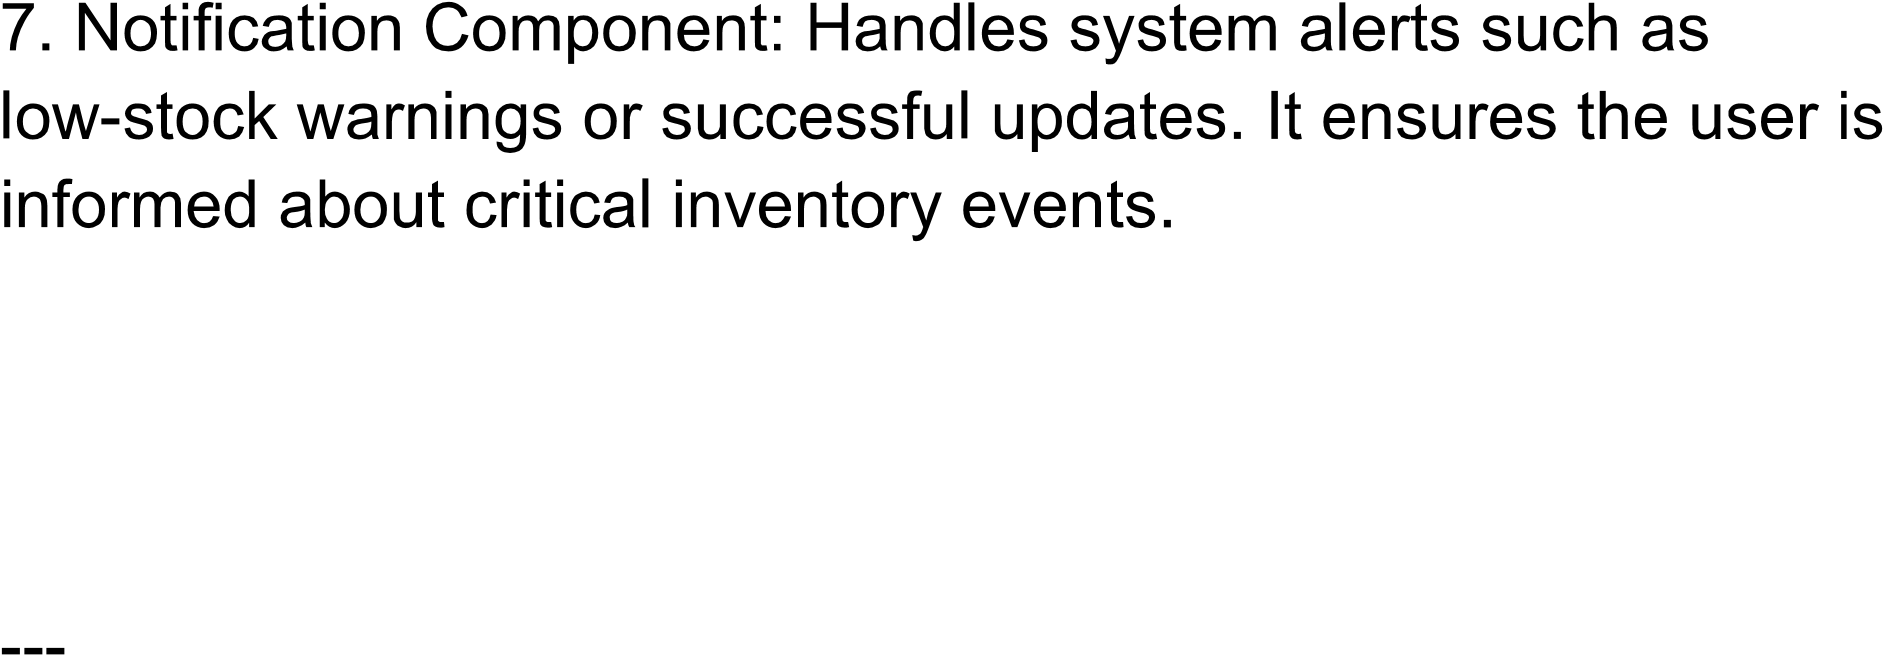 7. Notification Component: Handles system alerts such as
low-stock warnings or successful updates. It ensures the user is
informed about critical inventory events.
---